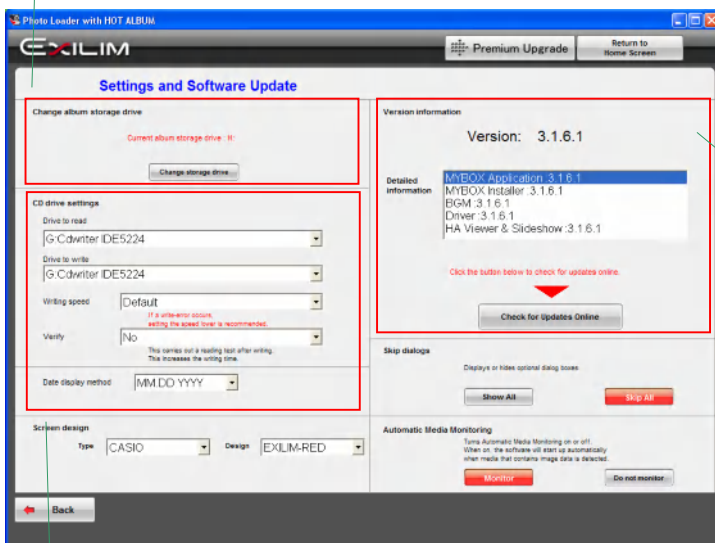 Photo Loader with HOT ALBUM
EXILIM
Premium Upgrade
Return to
Home Screen
Settings and Software Update
Change album storage drive
Current album storage drive : H:
Change storage drive
CD drive settings
Drive to read
G:Cdwriter IDE5224
Drive to write
G:Cdwriter IDE5224
Writing speed
Default
If a write-error occurs,
setting the speed lower is recommended.
Verify
No
This carries out a reading test after writing.
This increases the writing time.
Date display method
MM.DD YYYY
Screen design
Type
CASIO
Design
EXILIM-RED
Version information
Version: 3.1.6.1
Detailed
information
MYBOX Application :3.1.6.1
MYBOX Installer :3.1.6.1
BGM :3.1.6.1
Driver :3.1.6.1
HA Viewer & Slideshow :3.1.6.1
Click the button below to check for updates online.
Check for Updates Online
Skip dialogs
Displays or hides optional dialog boxes.
Show All
Skip All
Automatic Media Monitoring
Turns Automatic Media Monitoring on or off.
When on, the software will start up automatically
when media that contains image data is detected.
Monitor
Do not monitor
Back